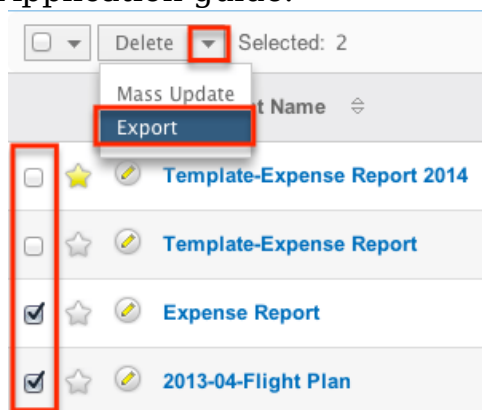 Application guide.
Delete Selected: 2
Mass Update
t Name
Export
Template-Expense Report 2014
Template-Expense Report
Expense Report
2013-04-Flight Plan